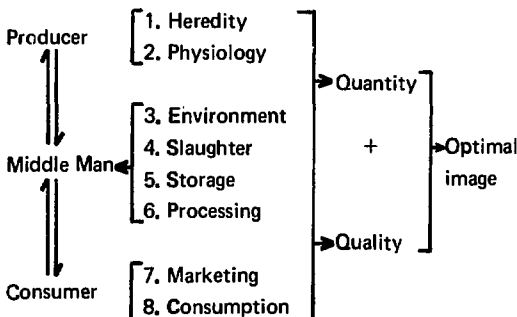 Producer
1. Heredity
2. Physiology
Quantity
3. Environment
4. Slaughter
+
Optimal
image
Middle Man
5. Storage
6. Processing
Quality
7. Marketing
Consumer
8. Consumption